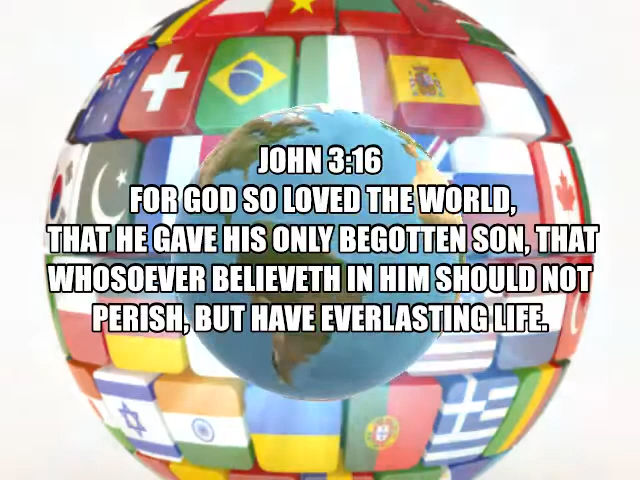 JOHN 3:16
FOR GOD SO LOVED THE WORLD,
THAT HE GAVE HIS ONLY BEGOTTEN SON, THAT
WHOSOEVER BELIEVETH IN HIM SHOULD NOT
PERISH, BUT HAVE EVERLASTING LIFE.